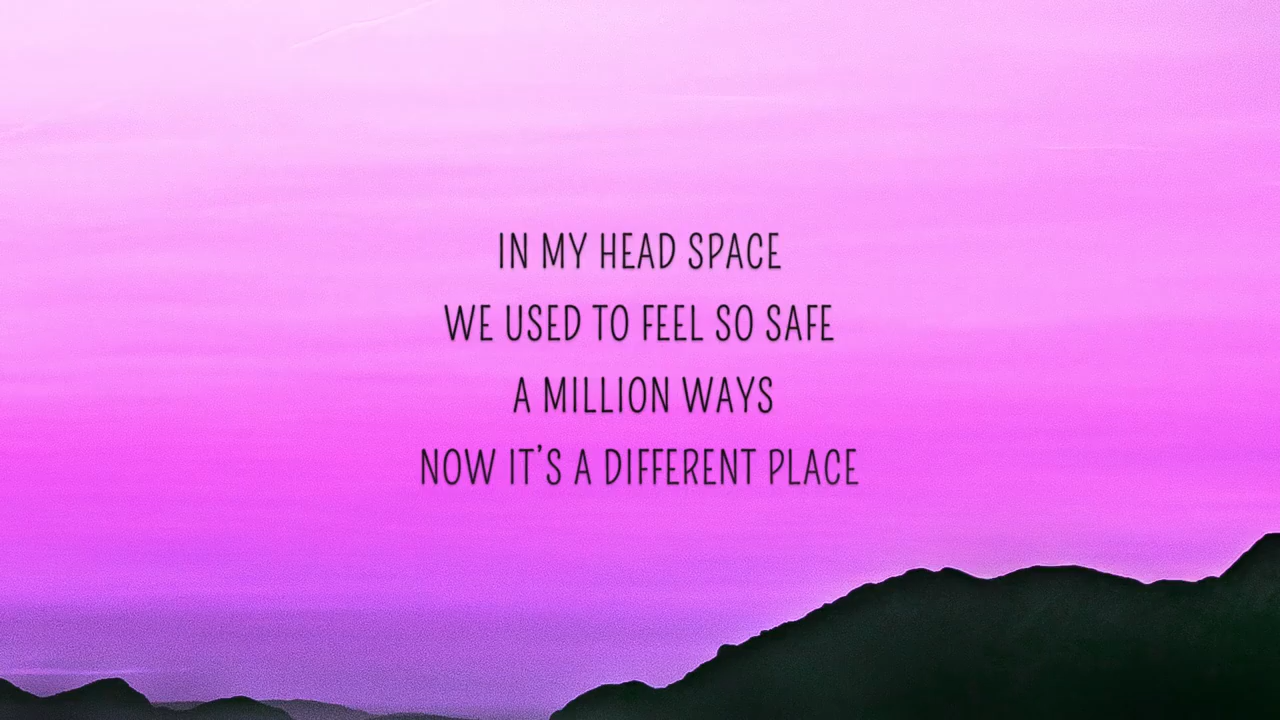 IN MY HEAD SPACE
WE USED TO FEEL SO SAFE
A MILLION WAYS
NOW IT'S A DIFFERENT PLACE